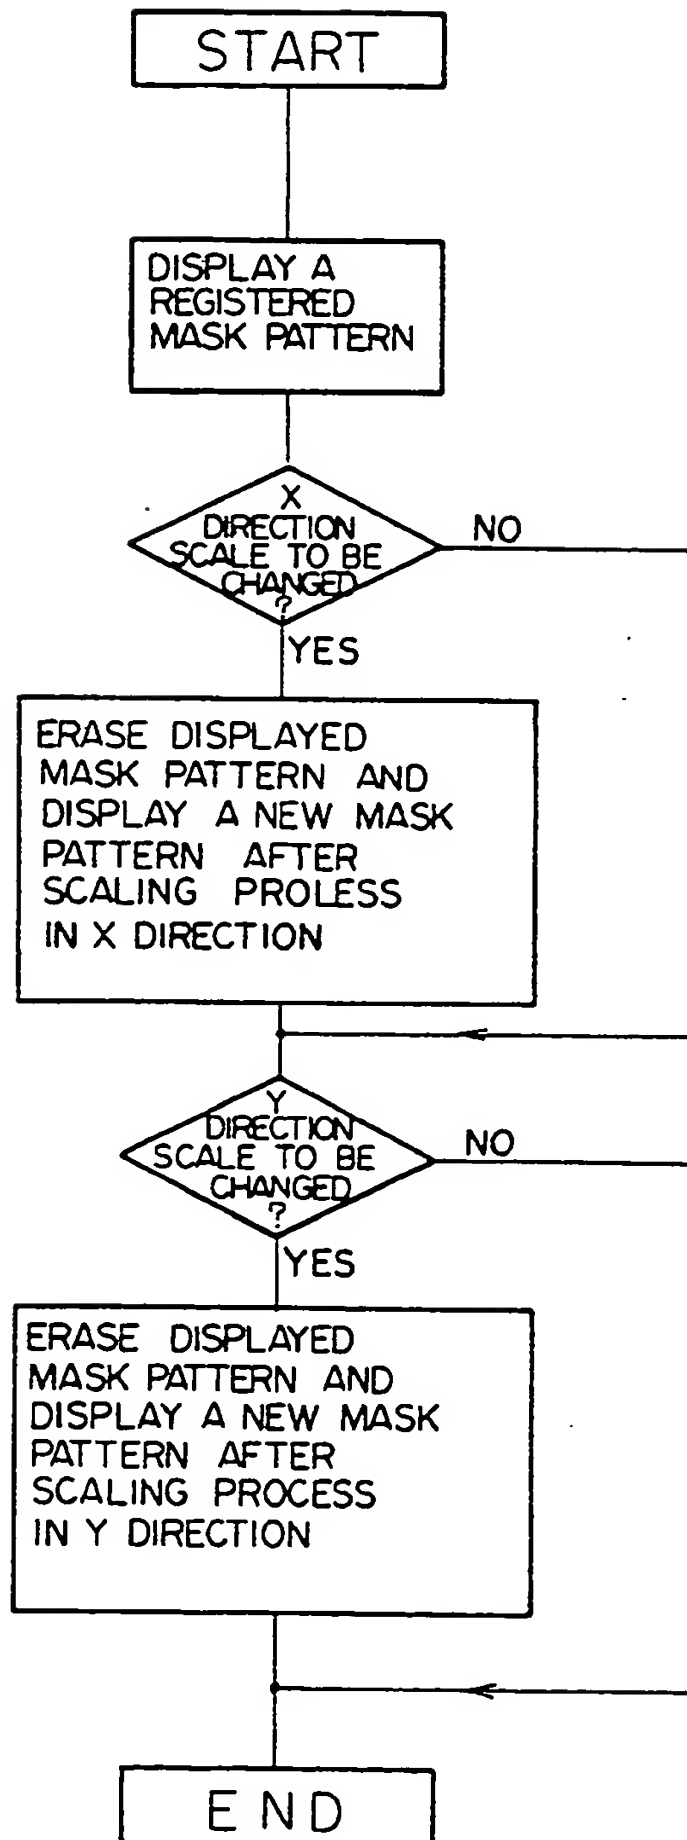 START
DISPLAY A
REGISTERED
MASK PATTERN
X
DIRECTION
SCALE TO BE
CHANGED
?
NO
YES
ERASE DISPLAYED
MASK PATTERN AND
DISPLAY A NEW MASK
PATTERN AFTER
SCALING PROLESS
IN X DIRECTION
Y
DIRECTION
SCALE TO BE
CHANGED
?
NO
YES
ERASE DISPLAYED
MASK PATTERN AND
DISPLAY A NEW MASK
PATTERN AFTER
SCALING PROCESS
IN Y DIRECTION
END